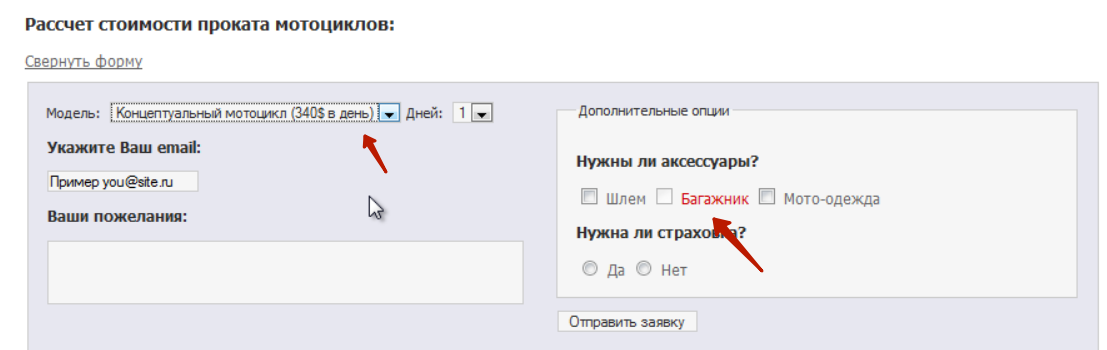 Рассчет стоимости проката мотоциклов:
Свернуть форму
Модель: Концептуальный мотоцикл (340$ в день) Дней: 1
Укажите Ваш email:
Пример you@site.ru
Ваши пожелания:
Дополнительные опции
Нужны ли аксессуары?
Шлем Багажник Мото-одежда
Нужна ли страховка?
Да Нет
Отправить заявку